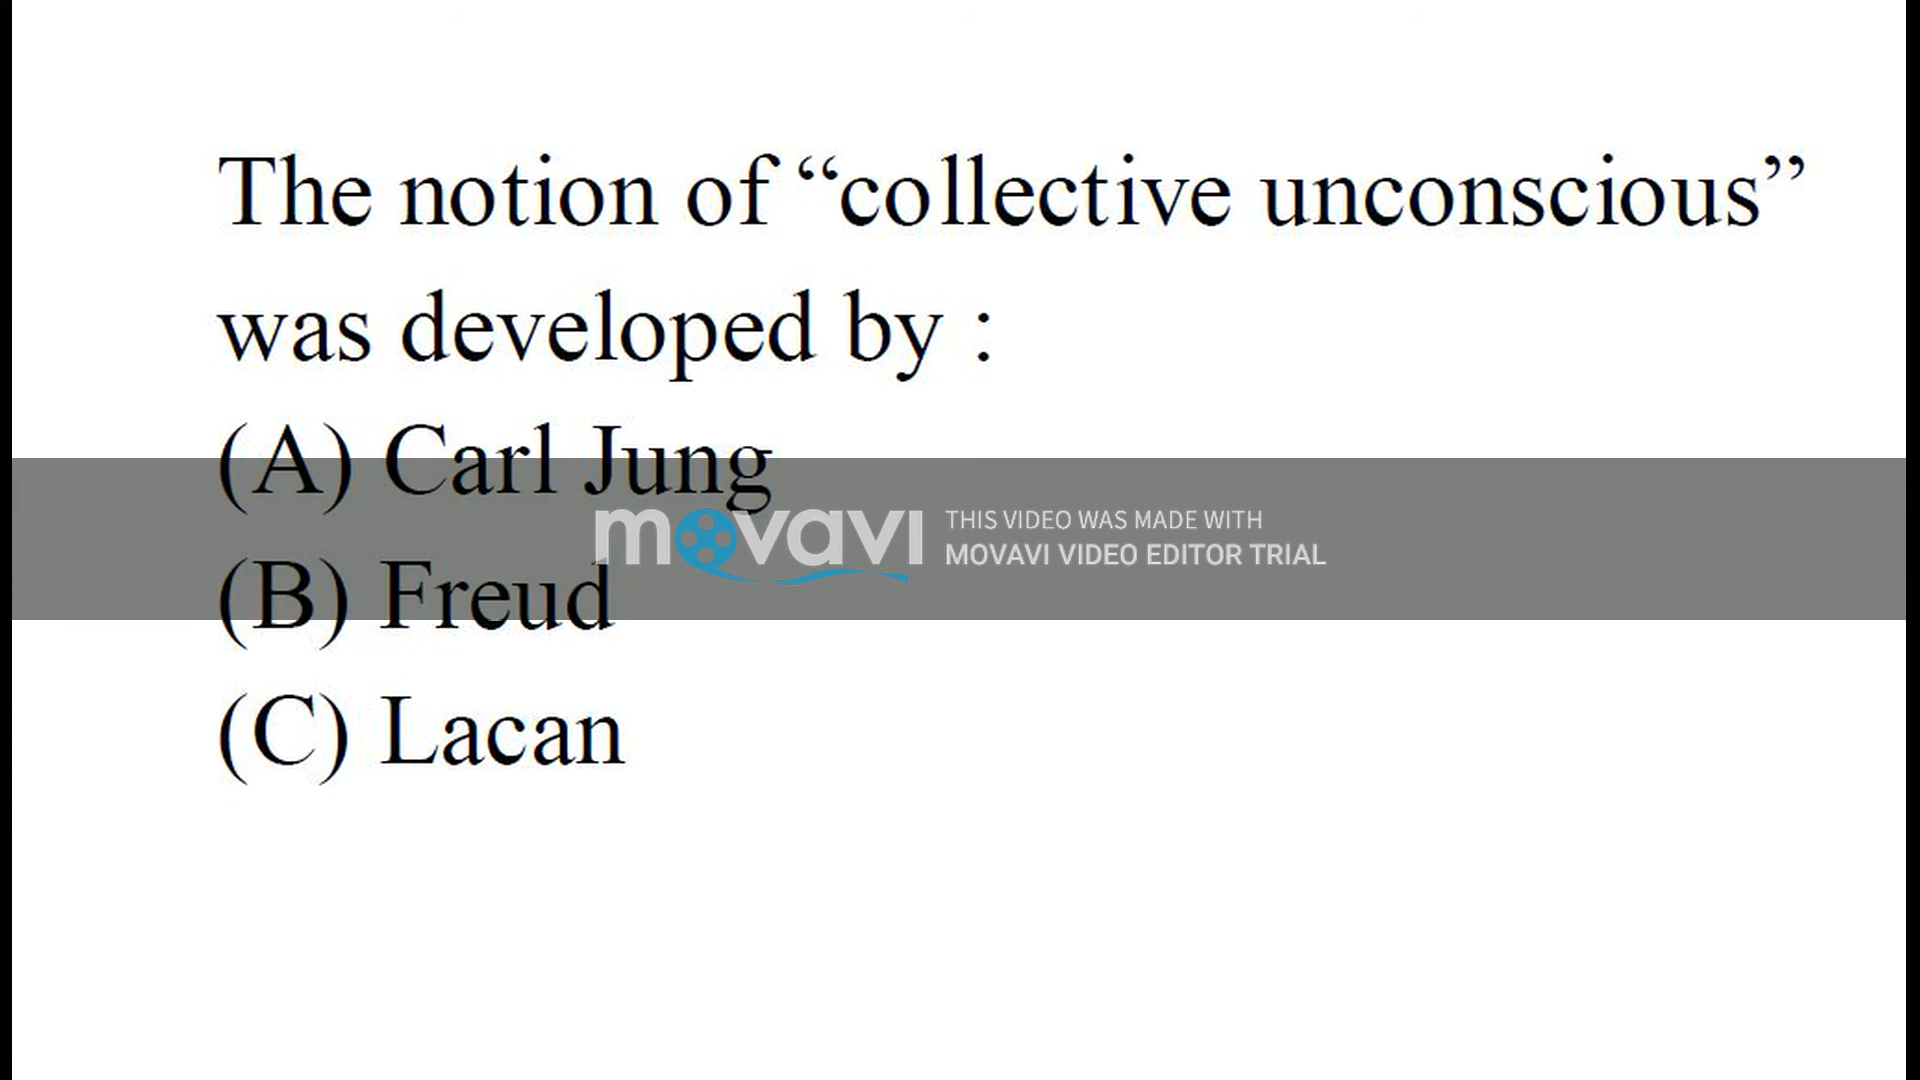 The notion of “collective unconscious”
was developed by :
(A) Carl Jung
movavi THIS VIDEO WAS MADE WITH
MOVAVI VIDEO EDITOR TRIAL
(B) Freud
(C) Lacan